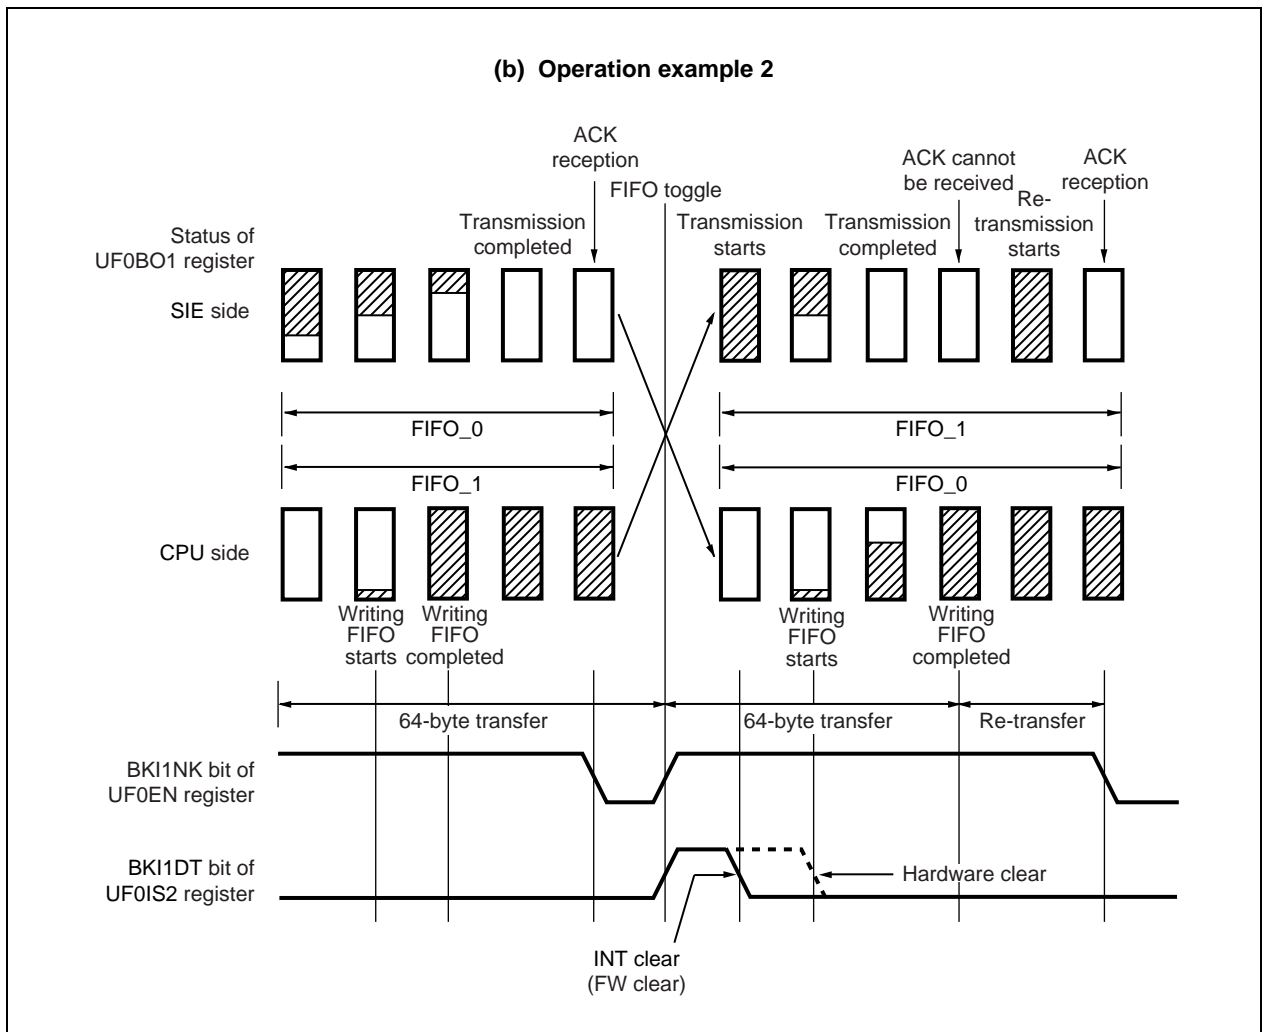 (b) Operation example 2
ACK
reception
FIFO toggle
ACK cannot
be received
ACK
reception
Transmission
completed
Transmission
starts
Transmission
completed
Re-
transmission
starts
Status of
UF0BO1 register
SIE side
FIFO_0
FIFO_1
FIFO_1
FIFO_0
CPU side
Writing
FIFO
starts
Writing
FIFO
completed
Writing
FIFO
starts
Writing
FIFO
completed
64-byte transfer
64-byte transfer
Re-transfer
BKI1NK bit of
UF0EN register
BKI1DT bit of
UF0IS2 register
Hardware clear
INT clear
(FW clear)